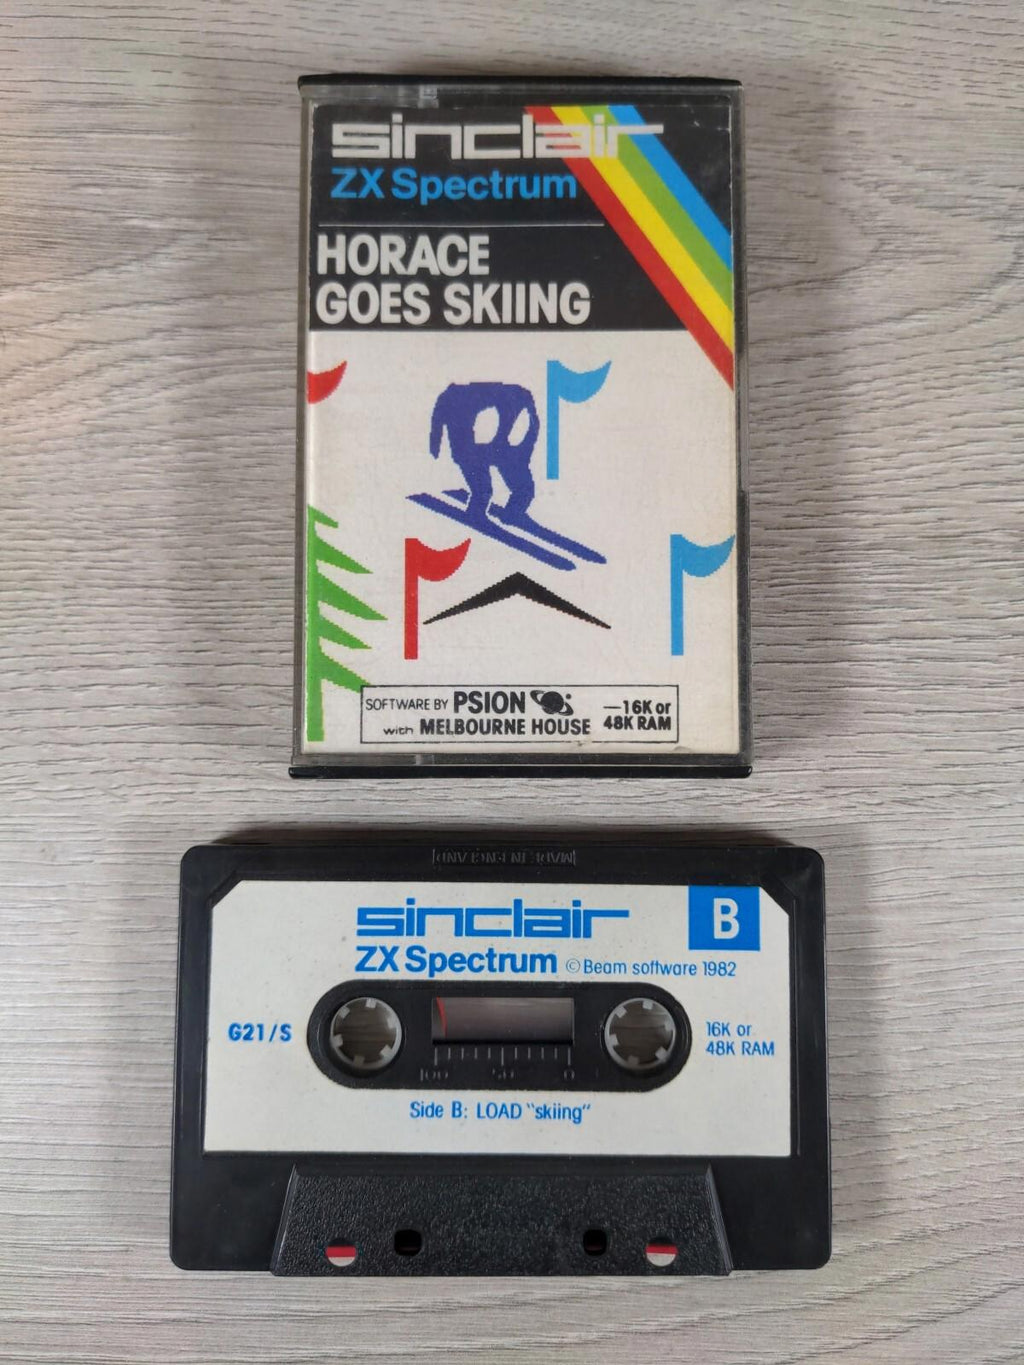 sinclair
ZX Spectrum
HORACE
GOES SKIING
SOFTWARE BY PSION
with MELBOURNE HOUSE
—16K or
48K RAM
MADE IN ENGLAND
sinclair
B
ZX Spectrum ©Beam software 1982
G21/S
16K or
48K RAM
100 50 0
Side B: LOAD "skiing"